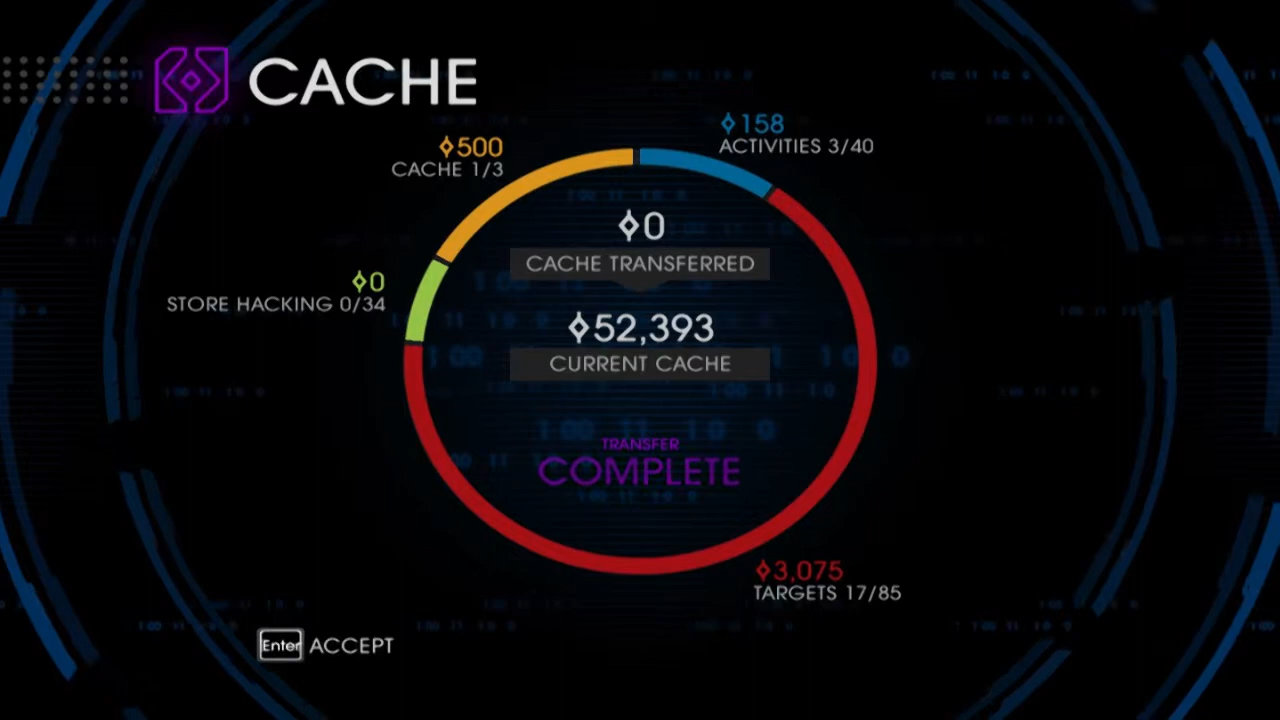 CACHE
158
ACTIVITIES 3/40
500
CACHE 1/3
0
CACHE TRANSFERRED
0
STORE HACKING 0/34
52,393
CURRENT CACHE
TRANSFER
COMPLETE
3,075
TARGETS 17/85
Enter ACCEPT